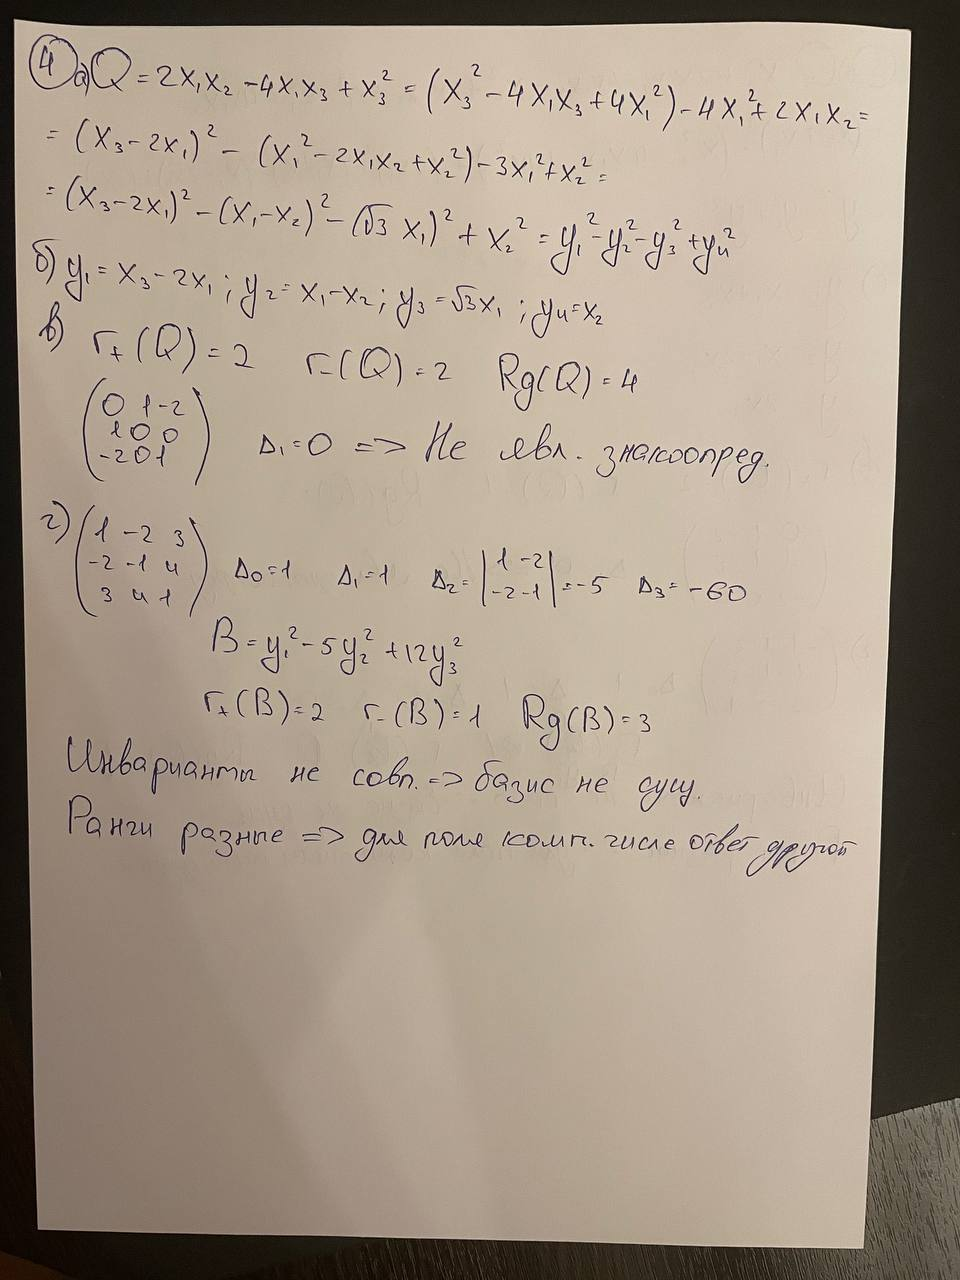 ④ а) Q = 2x₁x₂ - 4x₁x₃ + x₃² = (x₃² - 4x₁x₃ + 4x₁²) - 4x₁² + 2x₁x₂ =
= (x₃ - 2x₁)² - (x₁² - 2x₁x₂ + x₂²) - 3x₁² + x₂² =
= (x₃ - 2x₁)² - (x₁ - x₂)² - (√3 x₁)² + x₂² = y₁² - y₂² - y₃² + y₄²
б) y₁ = x₃ - 2x₁ ; y₂ = x₁ - x₂ ; y₃ = √3x₁ ; y₄ = x₂
в) r₊(Q) = 2 r₋(Q) = 2 Rg(Q) = 4
0 1 -2
1 0 0
-2 0 1
Δ₁ = 0 => Не явл. знакоопред.
г) 1 -2 3
-2 -1 4
3 4 1
Δ₀ = 1 Δ₁ = 1 Δ₂ = |1 -2; -2 -1| = -5 Δ₃ = -60
B = y₁² - 5y₂² + 12y₃²
r₊(B) = 2 r₋(B) = 1 Rg(B) = 3
Инварианты не совп. => базис не сущ.
Ранги разные => для поле комп. числе ответ другой